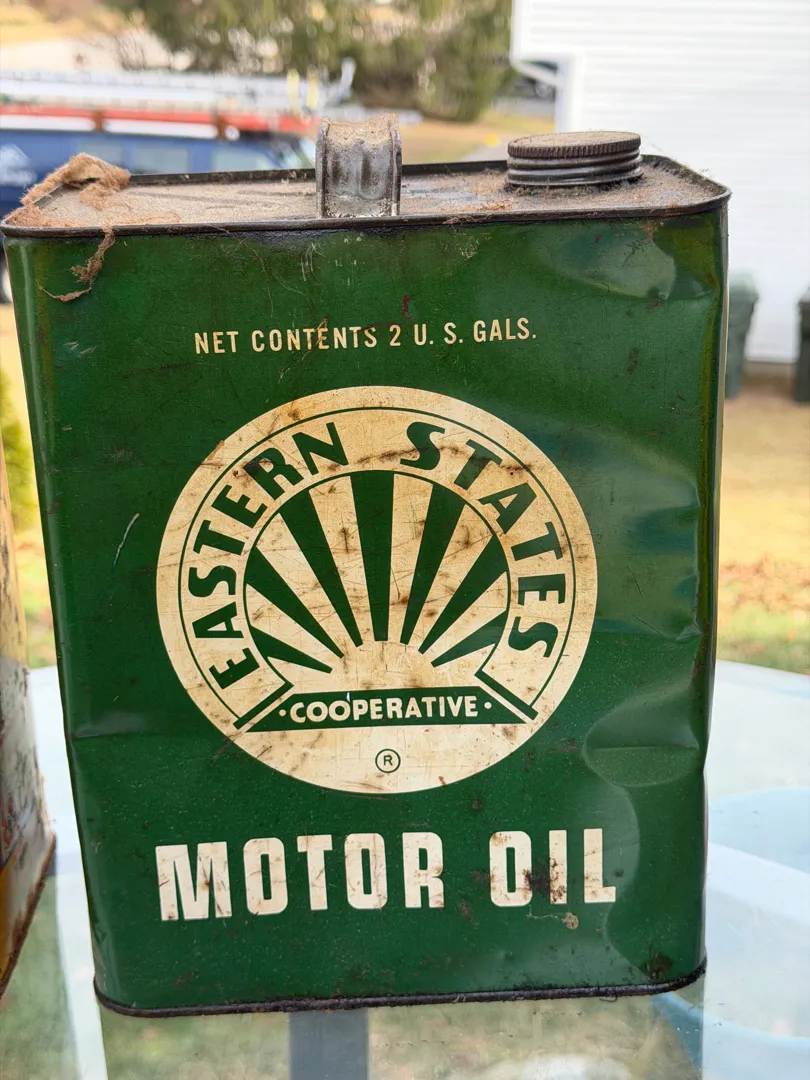 NET CONTENTS 2 U. S. GALS.
EASTERN STATES
·COOPERATIVE·
®
MOTOR OIL